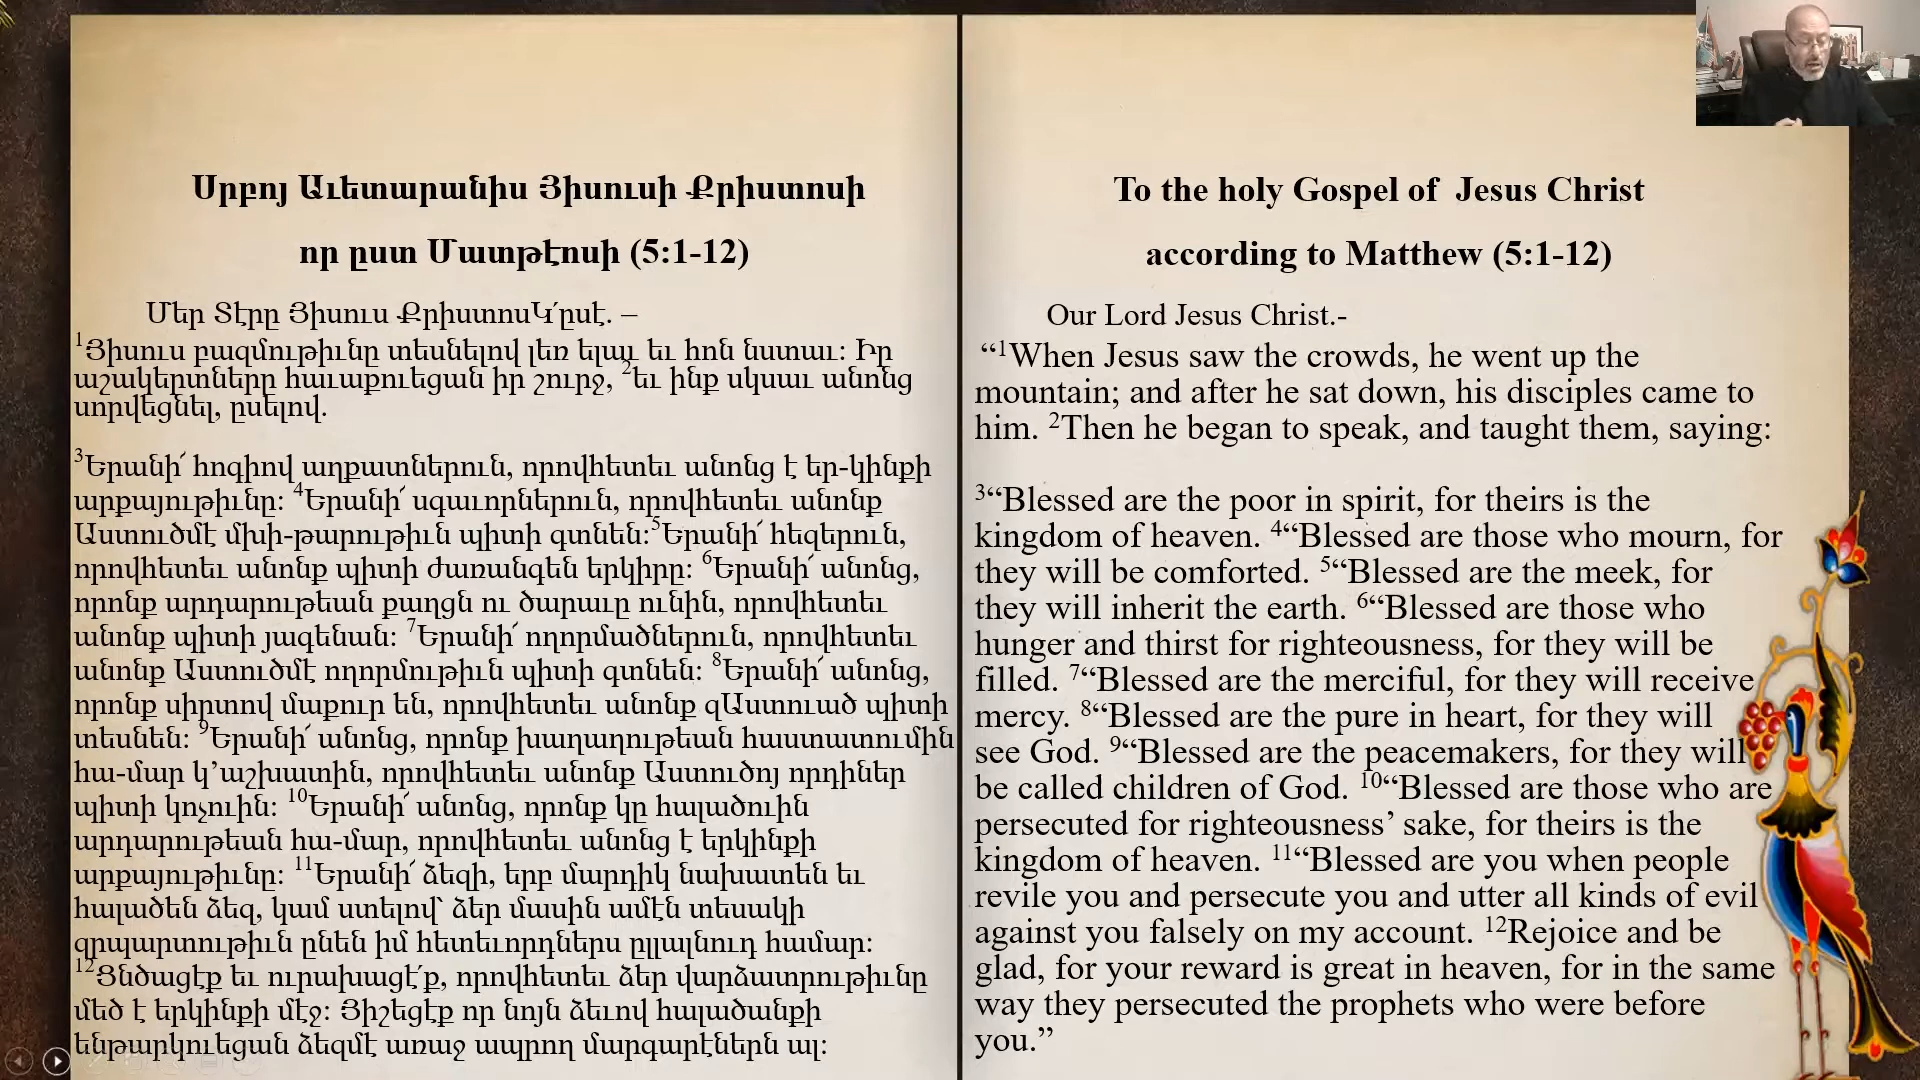 Սրբոյ Աւետարանիս Յիսուսի Քրիստոսի
որ ըստ Մատթէոսի (5:1-12)
Մեր Տէրը Յիսուս ՔրիստոսԿ՛ըսէ. –
1Յիսուս բազմութիւնը տեսնելով լեռ ելաւ եւ հոն նստաւ։ Իր
աշակերտները հաւաքուեցան իր շուրջ, 2եւ ինք սկսաւ անոնց
սորվեցնել, ըսելով.
3Երանի՜ հոգիով աղքատներուն, որովհետեւ անոնց է եր-կինքի
արքայութիւնը։ 4Երանի՜ սգաւորներուն, որովհետեւ անոնք
Աստուծմէ մխի-թարութիւն պիտի գտնեն։5Երանի՜ հեզերուն,
որովհետեւ անոնք պիտի ժառանգեն երկիրը։ 6Երանի՜ անոնց,
որոնք արդարութեան քաղցն ու ծարաւը ունին, որովհետեւ
անոնք պիտի յագենան։ 7Երանի՜ ողորմածներուն, որովհետեւ
անոնք Աստուծմէ ողորմութիւն պիտի գտնեն։ 8Երանի՜ անոնց,
որոնք սիրտով մաքուր են, որովհետեւ անոնք զԱստուած պիտի
տեսնեն։ 9Երանի՜ անոնց, որոնք խաղաղութեան հաստատումին
հա-մար կ’աշխատին, որովհետեւ անոնք Աստուծոյ որդիներ
պիտի կոչուին։ 10Երանի՜ անոնց, որոնք կը հալածուին
արդարութեան հա-մար, որովհետեւ անոնց է երկինքի
արքայութիւնը։ 11Երանի՜ ձեզի, երբ մարդիկ նախատեն եւ
հալածեն ձեզ, կամ ստելով՝ ձեր մասին ամէն տեսակի
զրպարտութիւն ընեն իմ հետեւորդներս ըլլալնուդ համար։
12Ցնծացէք եւ ուրախացէ՛ք, որովհետեւ ձեր վարձատրութիւնը
մեծ է երկինքի մէջ։ Յիշեցէք որ նոյն ձեւով հալածանքի
ենթարկուեցան ձեզմէ առաջ ապրող մարգարէներն ալ։
To the holy Gospel of Jesus Christ
according to Matthew (5:1-12)
Our Lord Jesus Christ.-
“1When Jesus saw the crowds, he went up the
mountain; and after he sat down, his disciples came to
him. 2Then he began to speak, and taught them, saying:
3“Blessed are the poor in spirit, for theirs is the
kingdom of heaven. 4“Blessed are those who mourn, for
they will be comforted. 5“Blessed are the meek, for
they will inherit the earth. 6“Blessed are those who
hunger and thirst for righteousness, for they will be
filled. 7“Blessed are the merciful, for they will receive
mercy. 8“Blessed are the pure in heart, for they will
see God. 9“Blessed are the peacemakers, for they will
be called children of God. 10“Blessed are those who are
persecuted for righteousness’ sake, for theirs is the
kingdom of heaven. 11“Blessed are you when people
revile you and persecute you and utter all kinds of evil
against you falsely on my account. 12Rejoice and be
glad, for your reward is great in heaven, for in the same
way they persecuted the prophets who were before
you.”